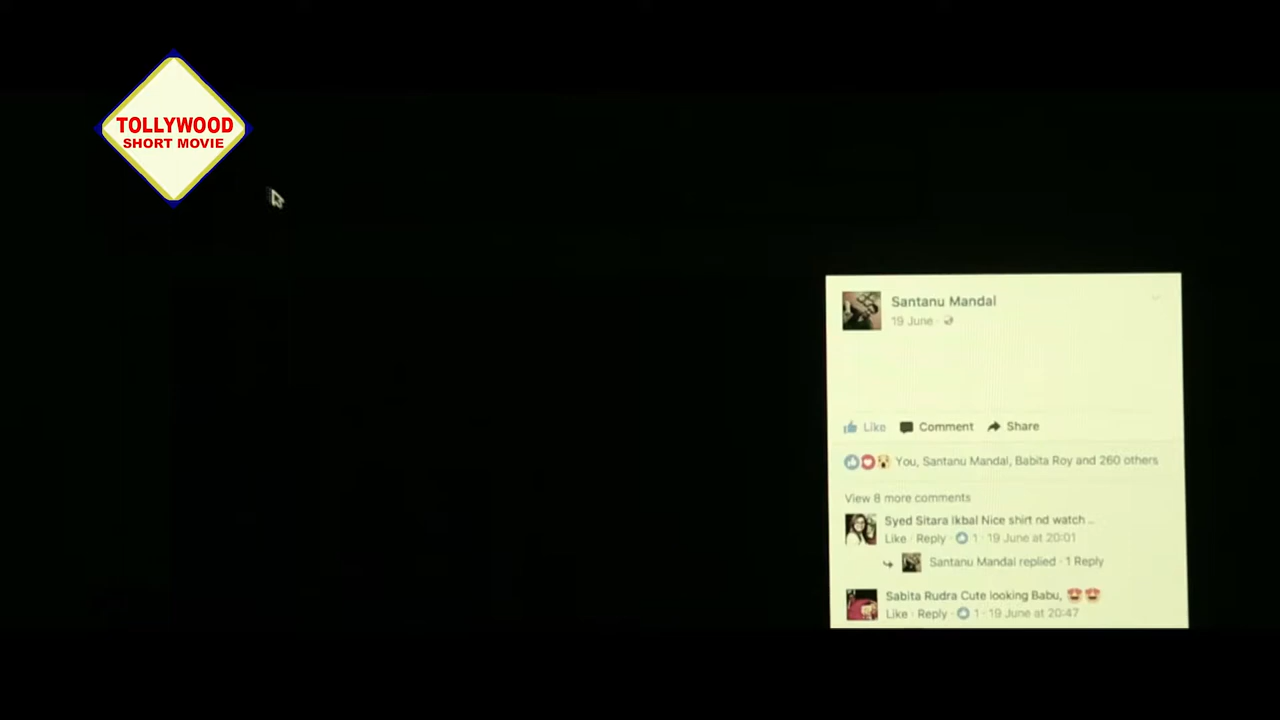 TOLLYWOOD
SHORT MOVIE
Santanu Mandal
19 June
Like Comment Share
You, Santanu Mandal, Babita Roy and 260 others
View 8 more comments
Syed Sitara Ikbal Nice shirt nd watch ..
Like · Reply · 1 · 19 June at 20:01
Santanu Mandal replied · 1 Reply
Sabita Rudra Cute looking Babu,
Like · Reply · 1 · 19 June at 20:47